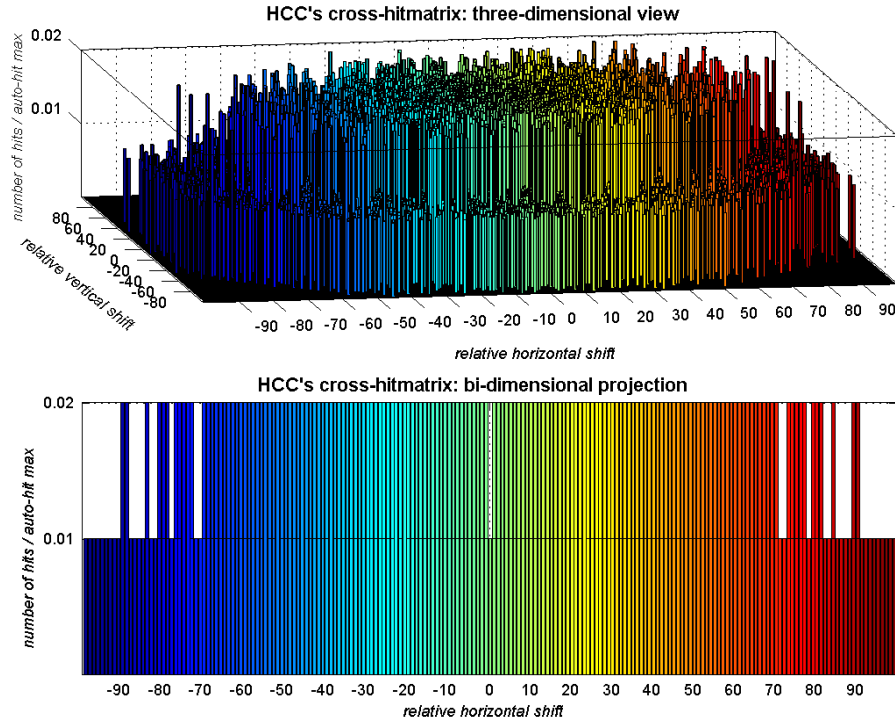 HCC's cross-hitmatrix: three-dimensional view
0.02
0.01
number of hits / auto-hit max
80
60
40
20
0
-20
-40
-60
-80
relative vertical shift
-90 -80 -70 -60 -50 -40 -30 -20 -10 0 10 20 30 40 50 60 70 80 90
relative horizontal shift
HCC's cross-hitmatrix: bi-dimensional projection
0.02
0.01
number of hits / auto-hit max
-90 -80 -70 -60 -50 -40 -30 -20 -10 0 10 20 30 40 50 60 70 80 90
relative horizontal shift